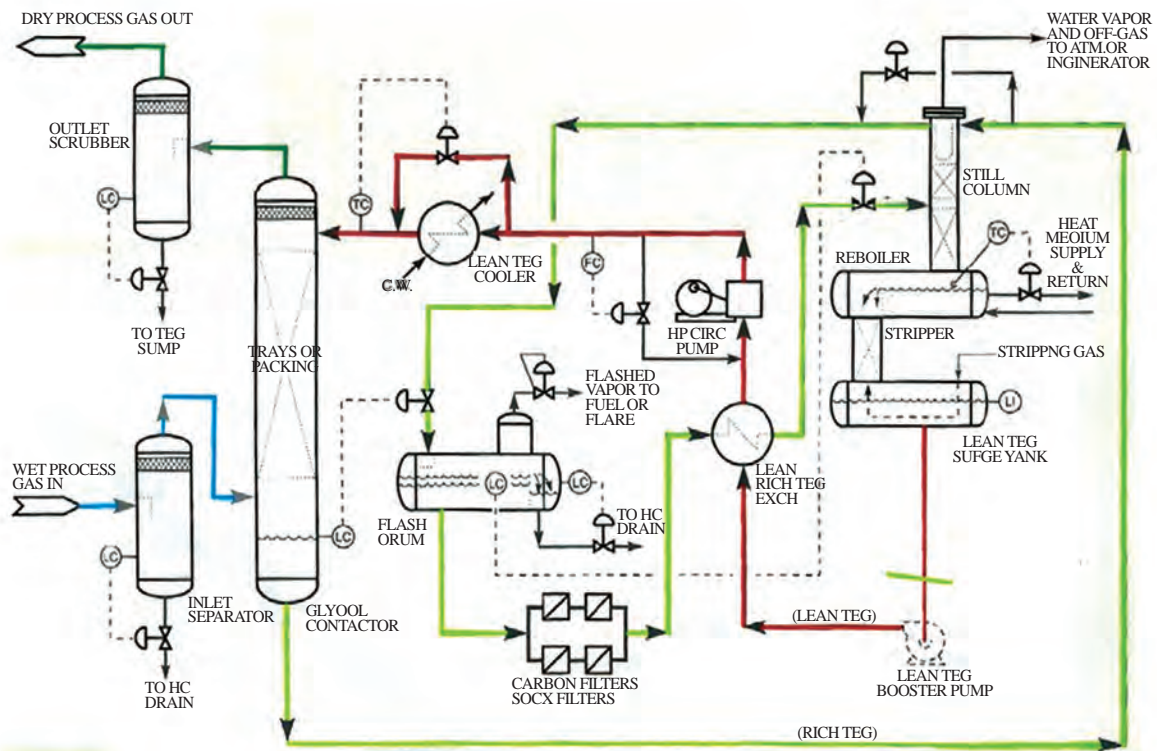 DRY PROCESS GAS OUT
WATER VAPOR
AND OFF-GAS
TO ATM.OR
INGINERATOR
OUTLET
SCRUBBER
LC
TC
STILL
COLUMN
LEAN TEG
COOLER
C.W.
FC
REBOILER
TC
HEAT
MEOIUM
SUPPLY
&
RETURN
TO TEG
SUMP
TRAYS OR
PACKING
HP CIRC
PUMP
STRIPPER
STRIPPNG GAS
FLASHED
VAPOR TO
FUEL OR
FLARE
LI
WET PROCESS
GAS IN
LEAN
RICH TEG
EXCH
LEAN TEG
SUFGE YANK
LC
LC
LC
LC
FLASH
ORUM
TO HC
DRAIN
INLET
SEPARATOR
GLYOOL
CONTACTOR
(LEAN TEG)
TO HC
DRAIN
CARBON FILTERS
SOCX FILTERS
LEAN TEG
BOOSTER PUMP
(RICH TEG)